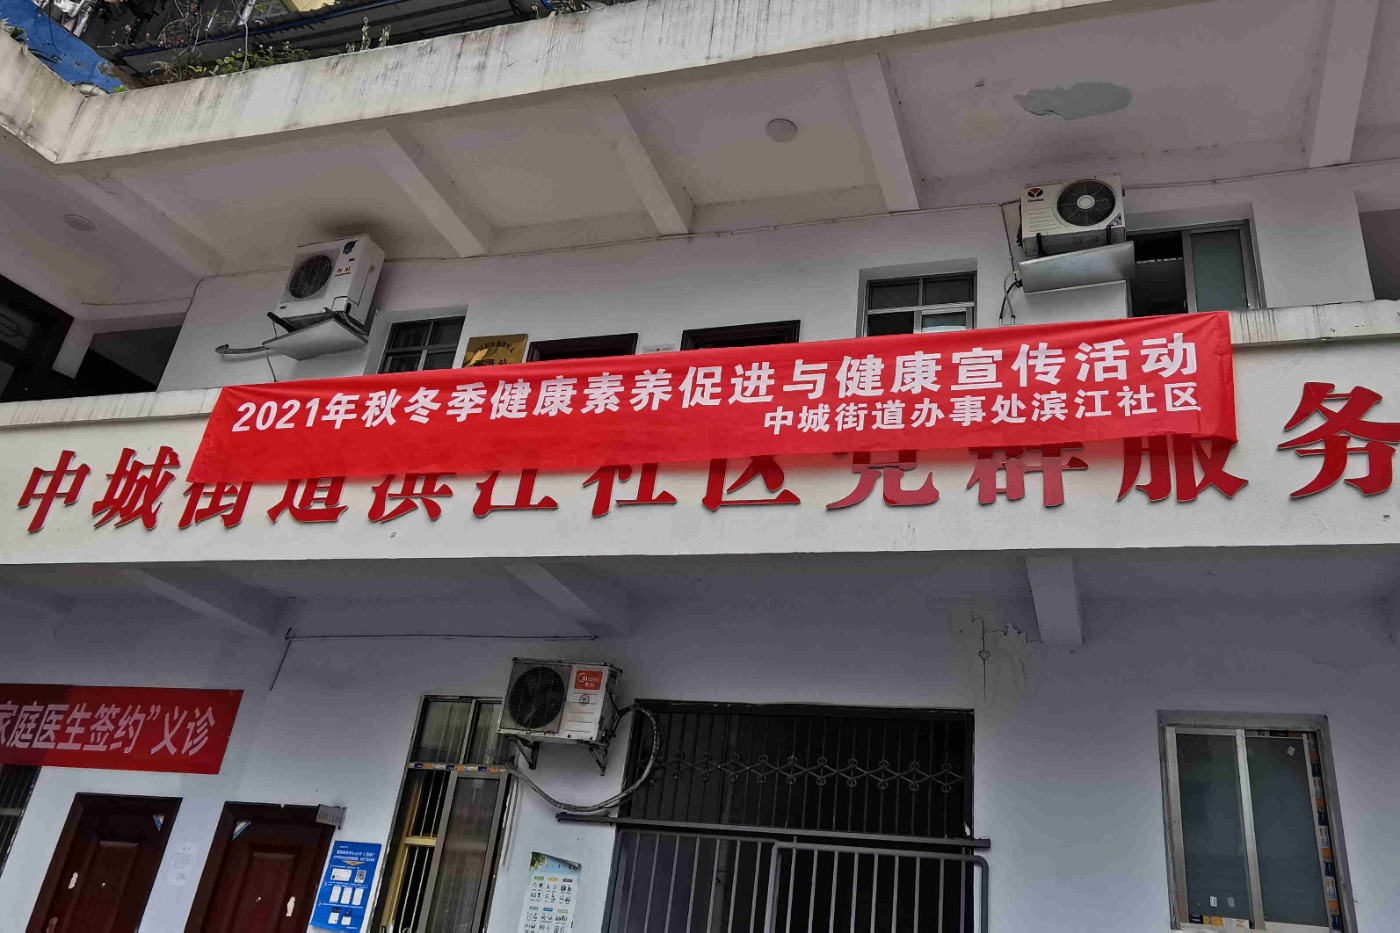 2021年秋冬季健康素养促进与健康宣传活动
中城街道办事处滨江社区
中城街道滨江社区党群服务
家庭医生签约"义诊